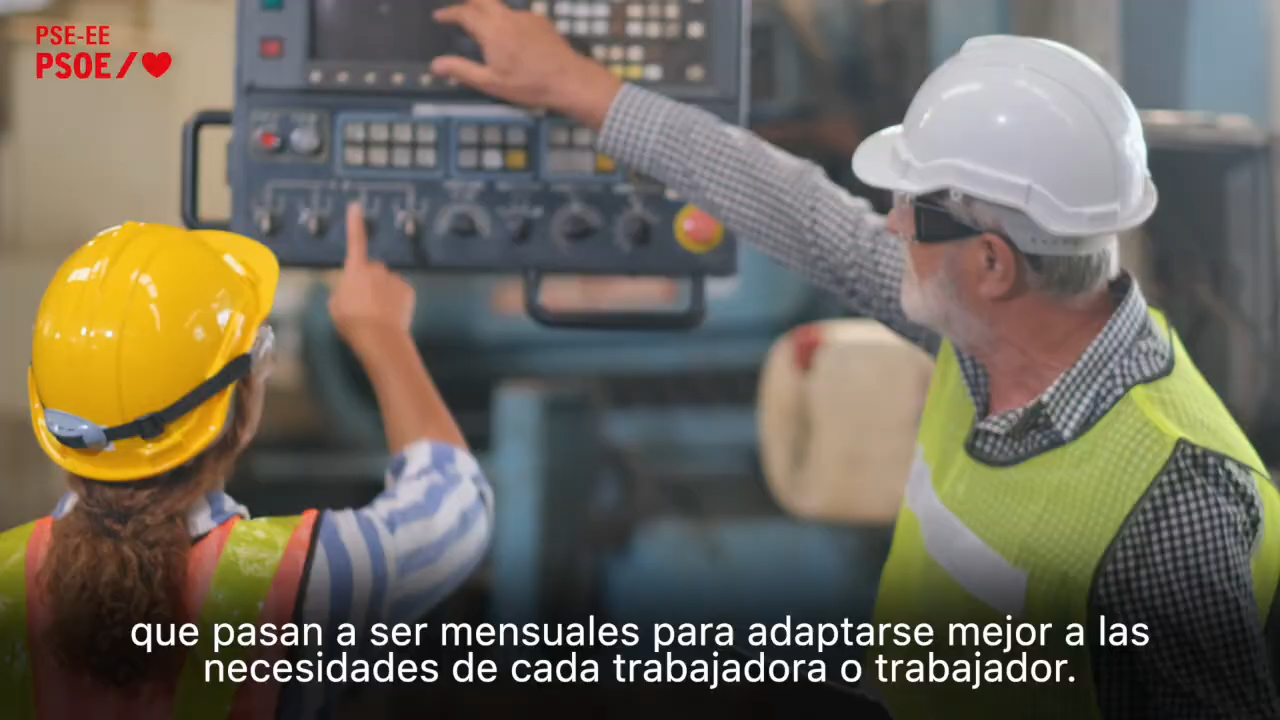 PSE-EE
PSOE
que pasan a ser mensuales para adaptarse mejor a las
necesidades de cada trabajadora o trabajador.